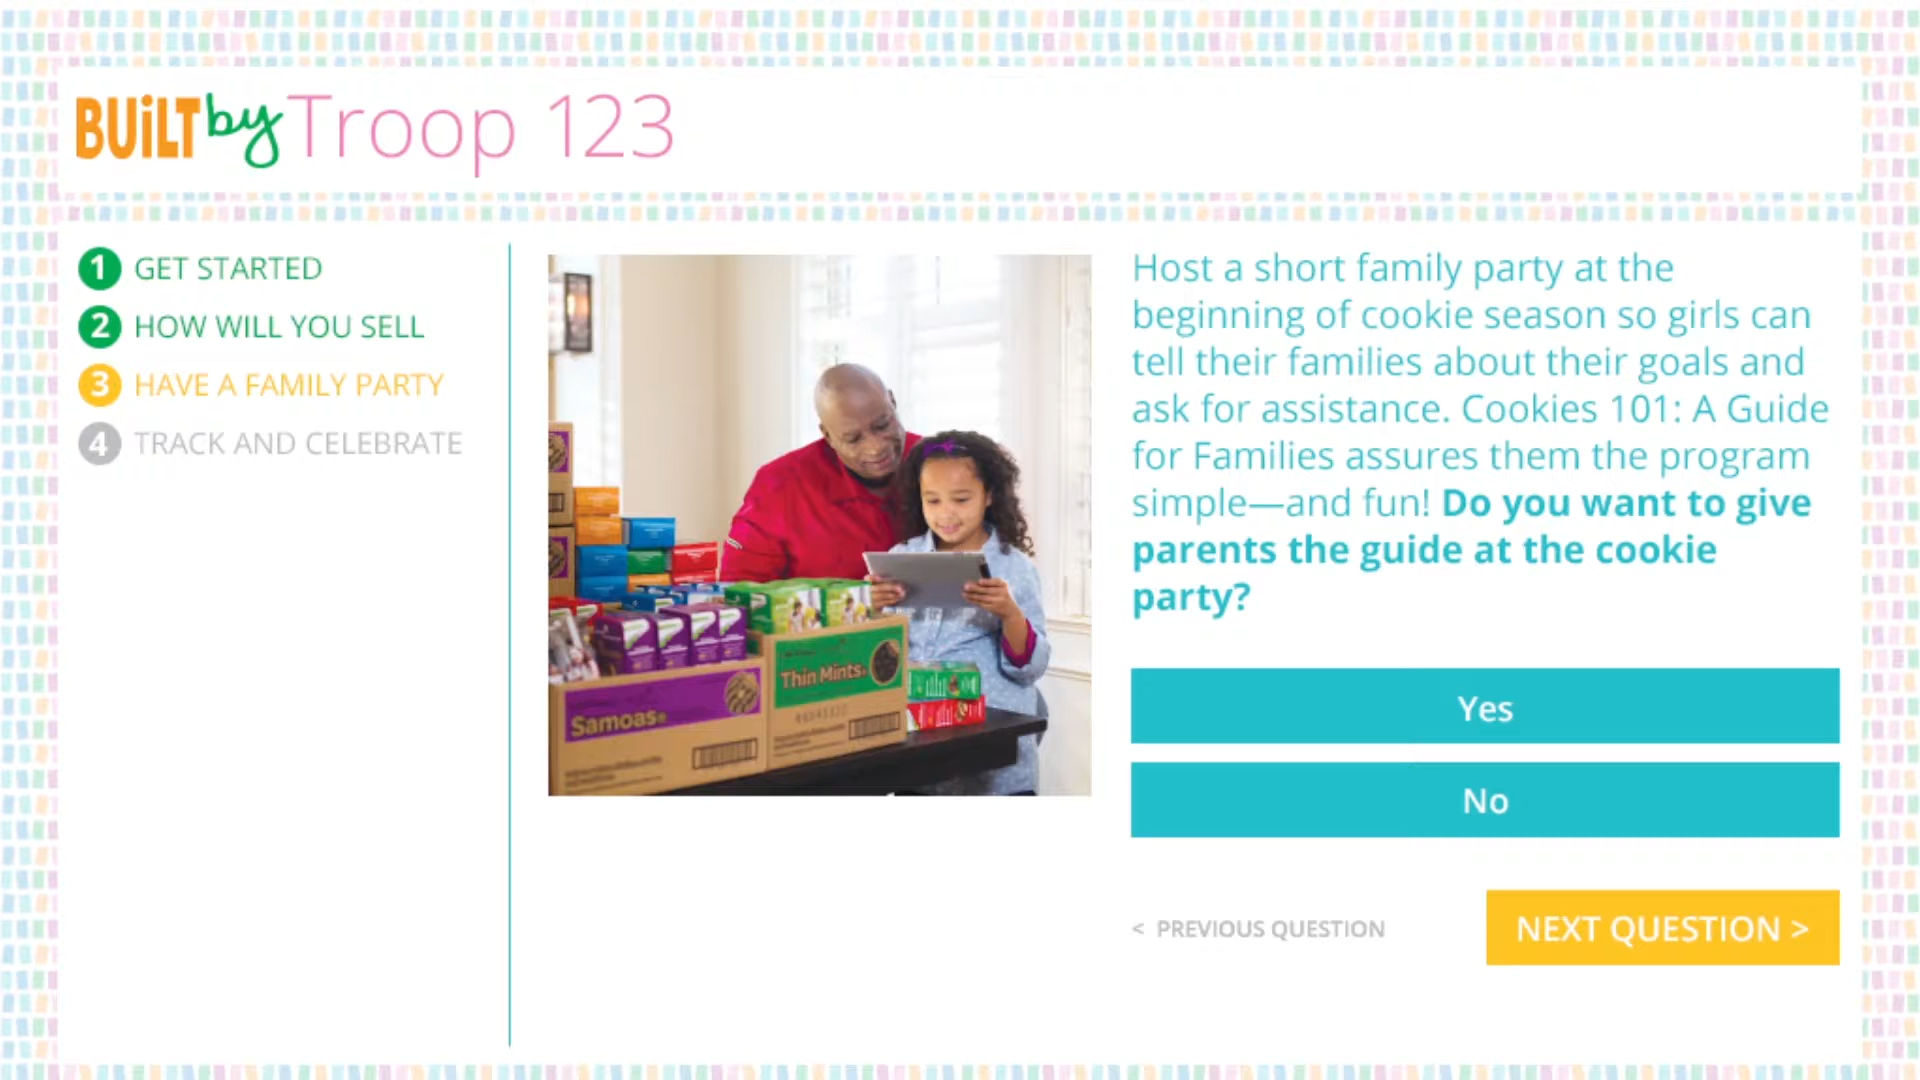 BUiLT by Troop 123
1 GET STARTED
2 HOW WILL YOU SELL
3 HAVE A FAMILY PARTY
4 TRACK AND CELEBRATE
Samoas®
Thin Mints®
Host a short family party at the
beginning of cookie season so girls can
tell their families about their goals and
ask for assistance. Cookies 101: A Guide
for Families assures them the program
simple—and fun! Do you want to give
parents the guide at the cookie
party?
Yes
No
< PREVIOUS QUESTION
NEXT QUESTION >